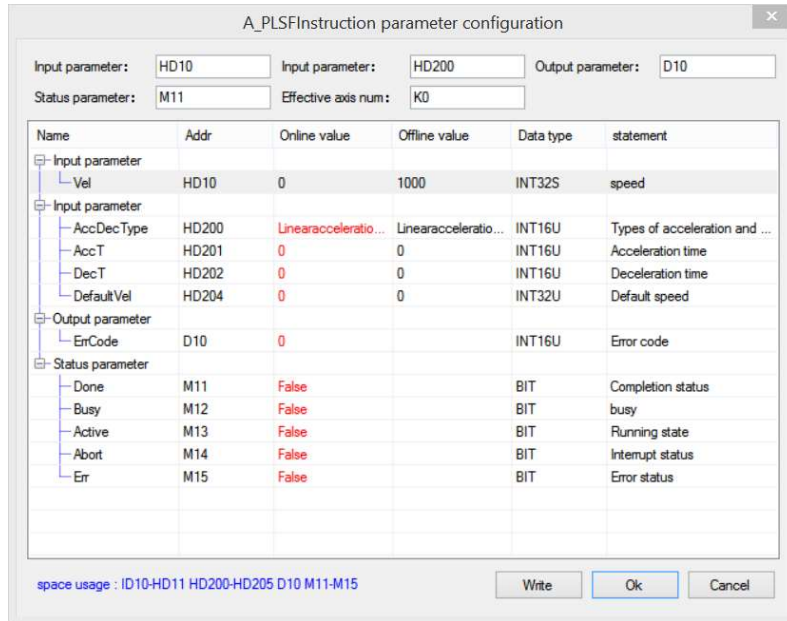 A_PLSFInstruction parameter configuration
Input parameter: HD10 Input parameter: HD200 Output parameter: D10
Status parameter: M11 Effective axis num: K0
Name Addr Online value Offline value Data type statement
Input parameter
Vel HD10 0 1000 INT32S speed
Input parameter
AccDecType HD200 Linearacceleratio... Linearacceleratio... INT16U Types of acceleration and ...
AccT HD201 0 0 INT16U Acceleration time
DecT HD202 0 0 INT16U Deceleration time
DefaultVel HD204 0 0 INT32U Default speed
Output parameter
ErrCode D10 0 INT16U Error code
Status parameter
Done M11 False BIT Completion status
Busy M12 False BIT busy
Active M13 False BIT Running state
Abort M14 False BIT Interrupt status
Err M15 False BIT Error status
space usage : ID10-HD11 HD200-HD205 D10 M11-M15 Write Ok Cancel